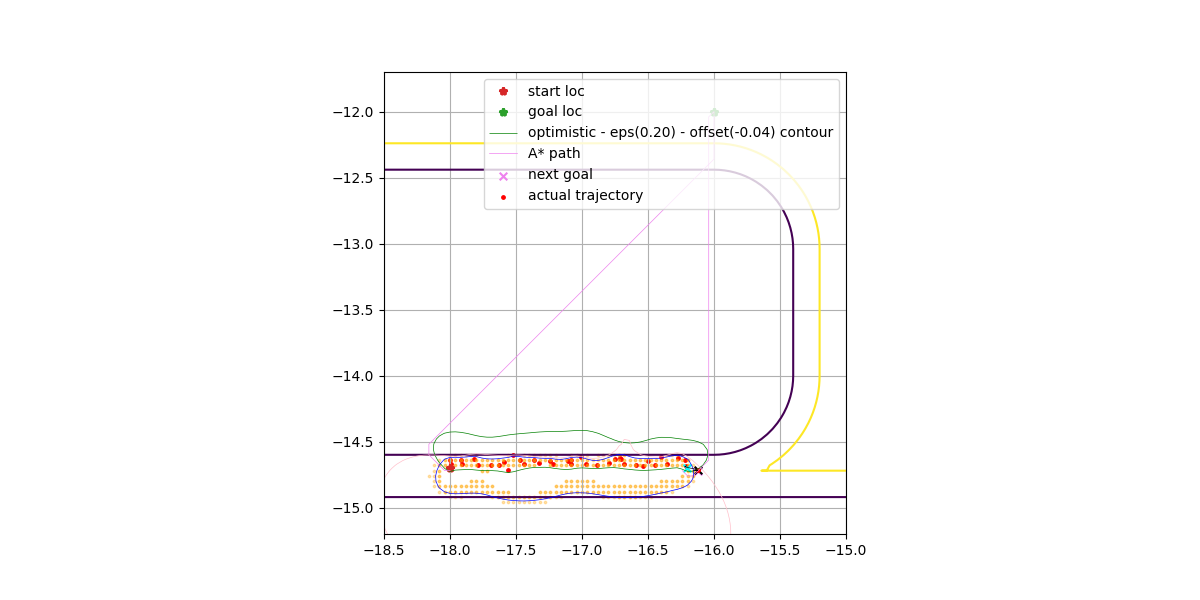 start loc
goal loc
optimistic - eps(0.20) - offset(-0.04) contour
A* path
next goal
actual trajectory
−12.0
−12.5
−13.0
−13.5
−14.0
−14.5
−15.0
−18.5 −18.0 −17.5 −17.0 −16.5 −16.0 −15.5 −15.0